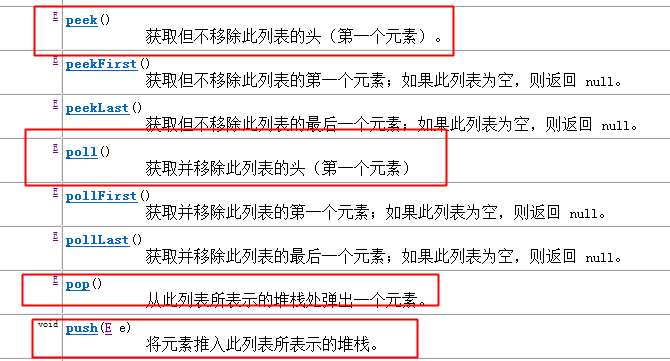 E peek()
获取但不移除此列表的头（第一个元素）。
E peekFirst()
获取但不移除此列表的第一个元素；如果此列表为空，则返回 null。
E peekLast()
获取但不移除此列表的最后一个元素；如果此列表为空，则返回 null。
E poll()
获取并移除此列表的头（第一个元素）
E pollFirst()
获取并移除此列表的第一个元素；如果此列表为空，则返回 null。
E pollLast()
获取并移除此列表的最后一个元素；如果此列表为空，则返回 null。
E pop()
从此列表所表示的堆栈处弹出一个元素。
void push(E e)
将元素推入此列表所表示的堆栈。